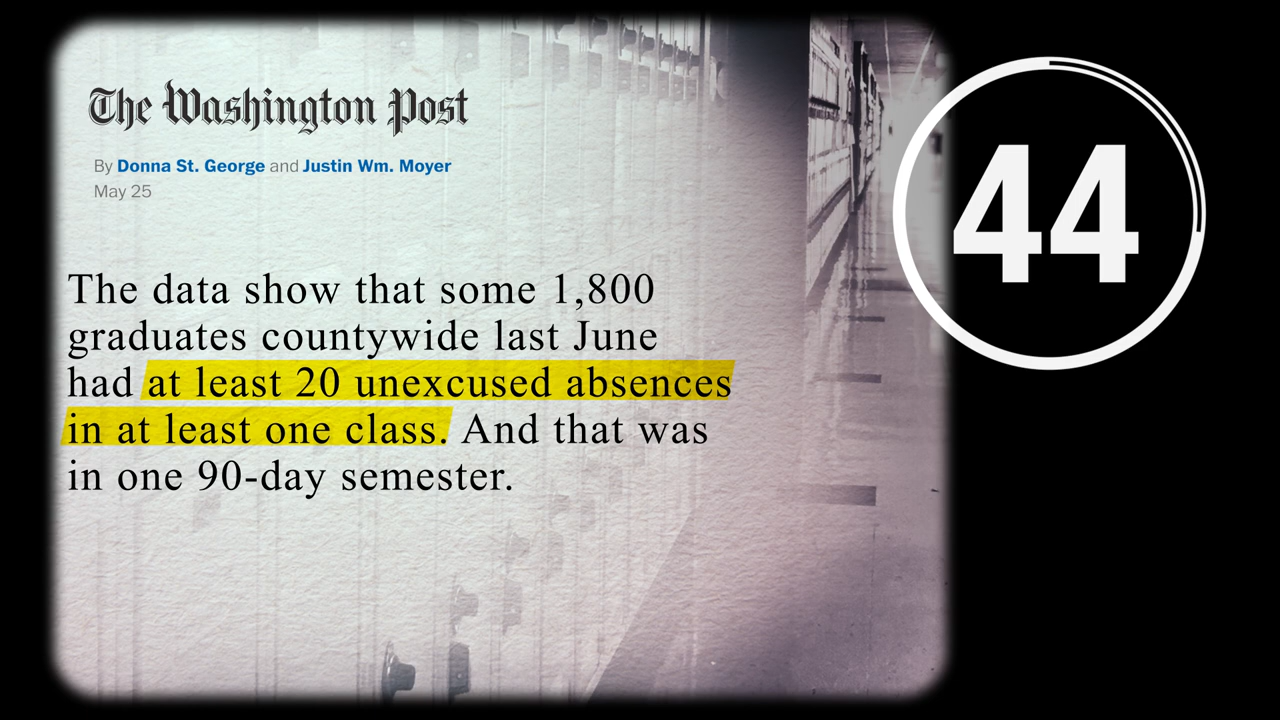 The Washington Post
By Donna St. George and Justin Wm. Moyer
May 25
The data show that some 1,800
graduates countywide last June
had at least 20 unexcused absences
in at least one class. And that was
in one 90-day semester.
44